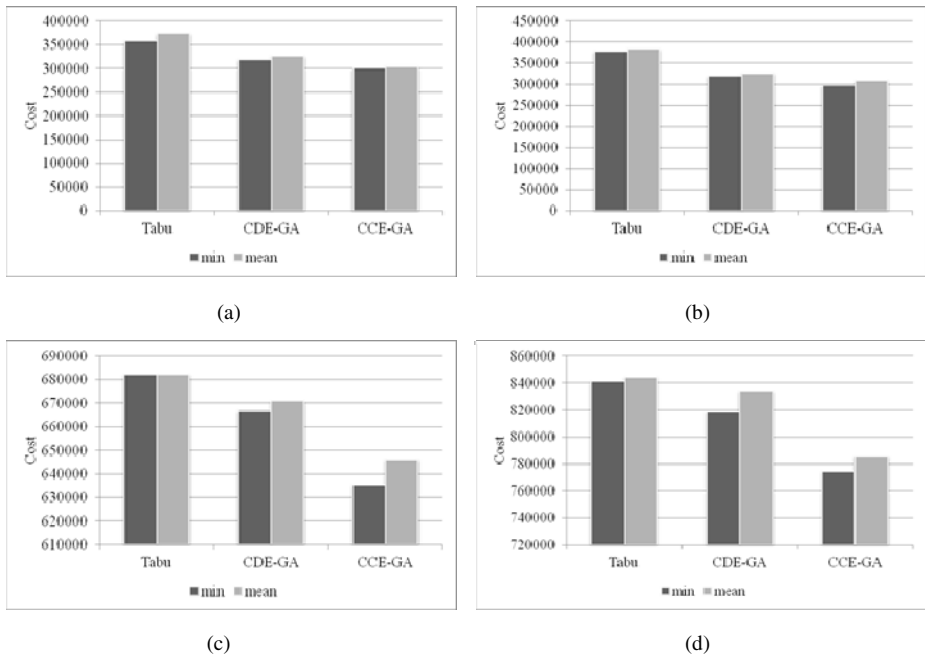 400000
350000
300000
250000
200000
150000
100000
50000
0
Cost
Tabu CDE-GA CCE-GA
min mean
(a)
450000
400000
350000
300000
250000
200000
150000
100000
50000
0
Cost
Tabu CDE-GA CCE-GA
min mean
(b)
690000
680000
670000
660000
650000
640000
630000
620000
610000
Cost
Tabu CDE-GA CCE-GA
min mean
(c)
860000
840000
820000
800000
780000
760000
740000
720000
Cost
Tabu CDE-GA CCE-GA
min mean
(d)